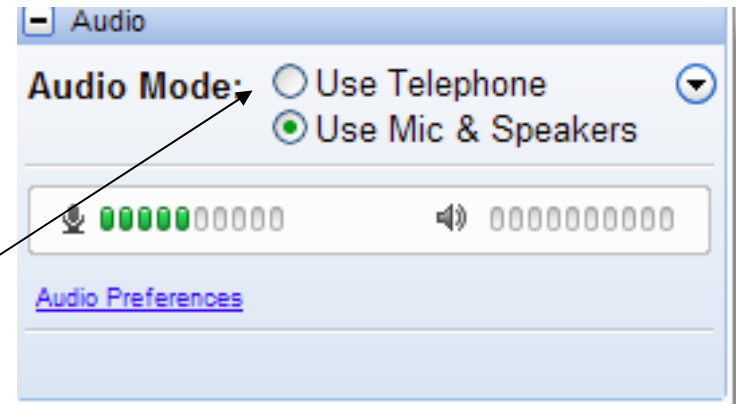 Audio
Audio Mode: Use Telephone
Use Mic & Speakers
Audio Preferences